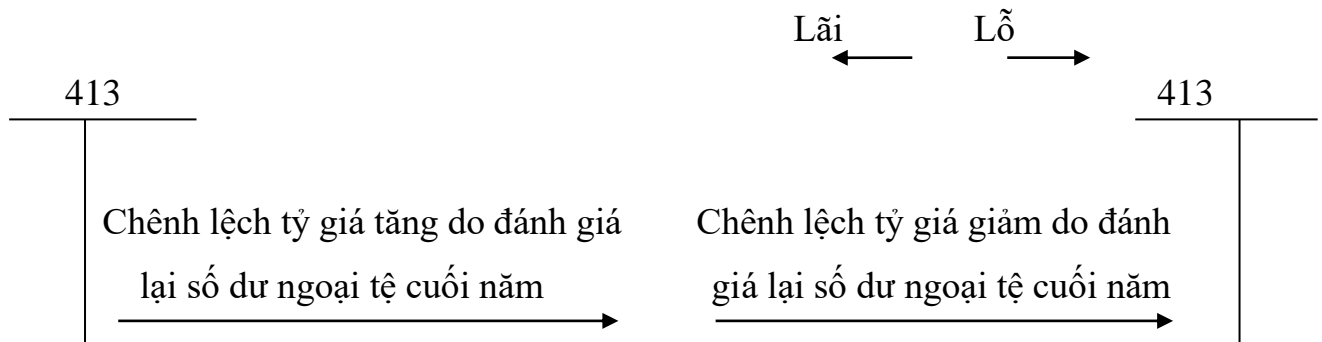 Lãi Lỗ
413 413
Chênh lệch tỷ giá tăng do đánh giá
lại số dư ngoại tệ cuối năm
Chênh lệch tỷ giá giảm do đánh
giá lại số dư ngoại tệ cuối năm